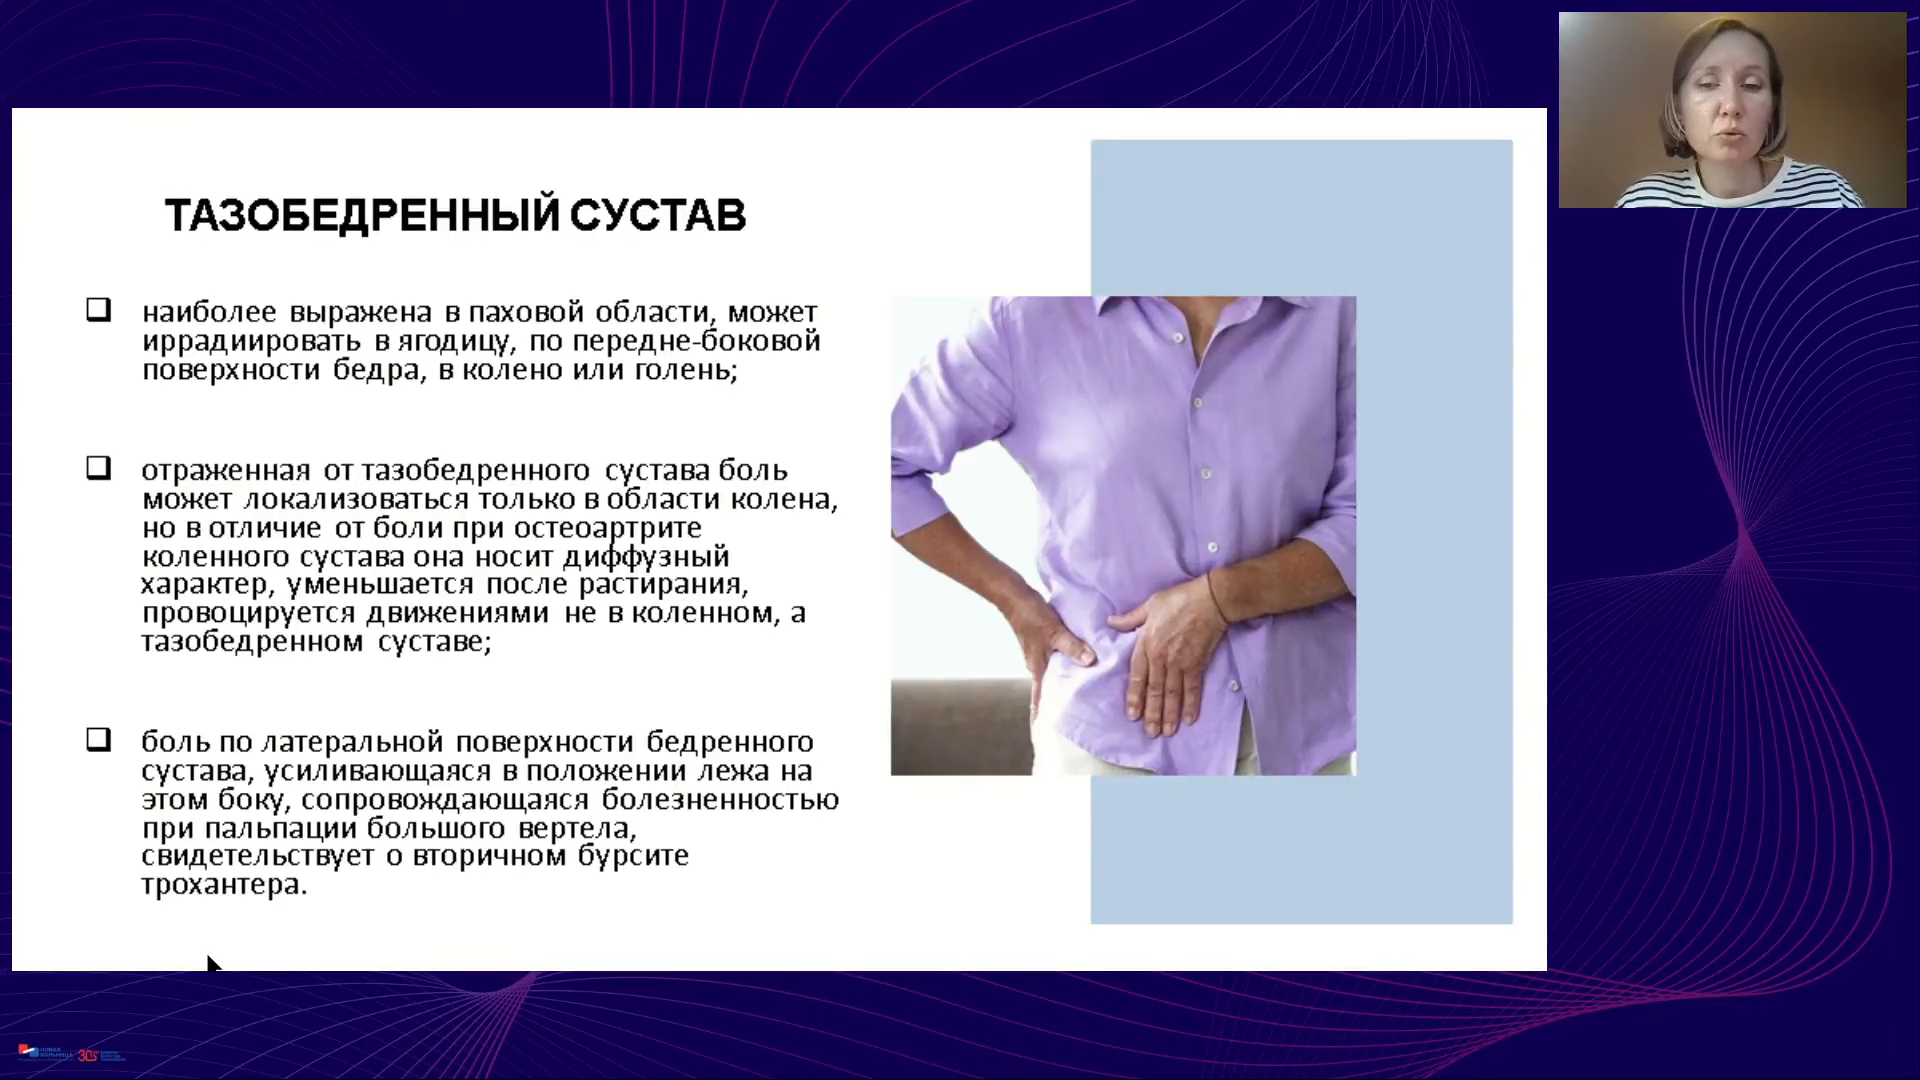 ТАЗОБЕДРЕННЫЙ СУСТАВ
наиболее выражена в паховой области, может
иррадиировать в ягодицу, по передне-боковой
поверхности бедра, в колено или голень;
отраженная от тазобедренного сустава боль
может локализоваться только в области колена,
но в отличие от боли при остеоартрите
коленного сустава она носит диффузный
характер, уменьшается после растирания,
провоцируется движениями не в коленном, а
тазобедренном суставе;
боль по латеральной поверхности бедренного
сустава, усиливающаяся в положении лежа на
этом боку, сопровождающаяся болезненностью
при пальпации большого вертела,
свидетельствует о вторичном бурсите
трохантера.
НОВАЯ
БОЛЬНИЦА